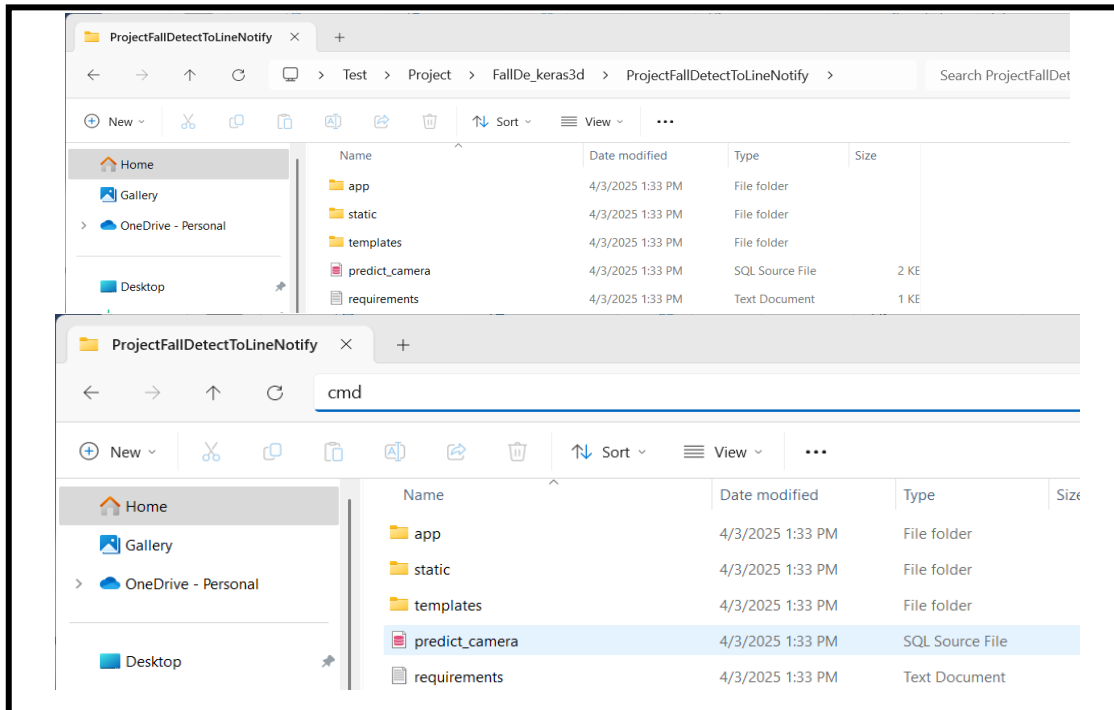 ProjectFallDetectToLineNotify
Test > Project > FallDe_keras3d > ProjectFallDetectToLineNotify > Search ProjectFallDet
New Sort View ...
Name Date modified Type Size
Home
Gallery
OneDrive - Personal
Desktop
app 4/3/2025 1:33 PM File folder
static 4/3/2025 1:33 PM File folder
templates 4/3/2025 1:33 PM File folder
predict_camera 4/3/2025 1:33 PM SQL Source File 2 KE
requirements 4/3/2025 1:33 PM Text Document 1 KE
ProjectFallDetectToLineNotify
cmd
New Sort View ...
Name Date modified Type Size
Home
Gallery
OneDrive - Personal
Desktop
app 4/3/2025 1:33 PM File folder
static 4/3/2025 1:33 PM File folder
templates 4/3/2025 1:33 PM File folder
predict_camera 4/3/2025 1:33 PM SQL Source File
requirements 4/3/2025 1:33 PM Text Document